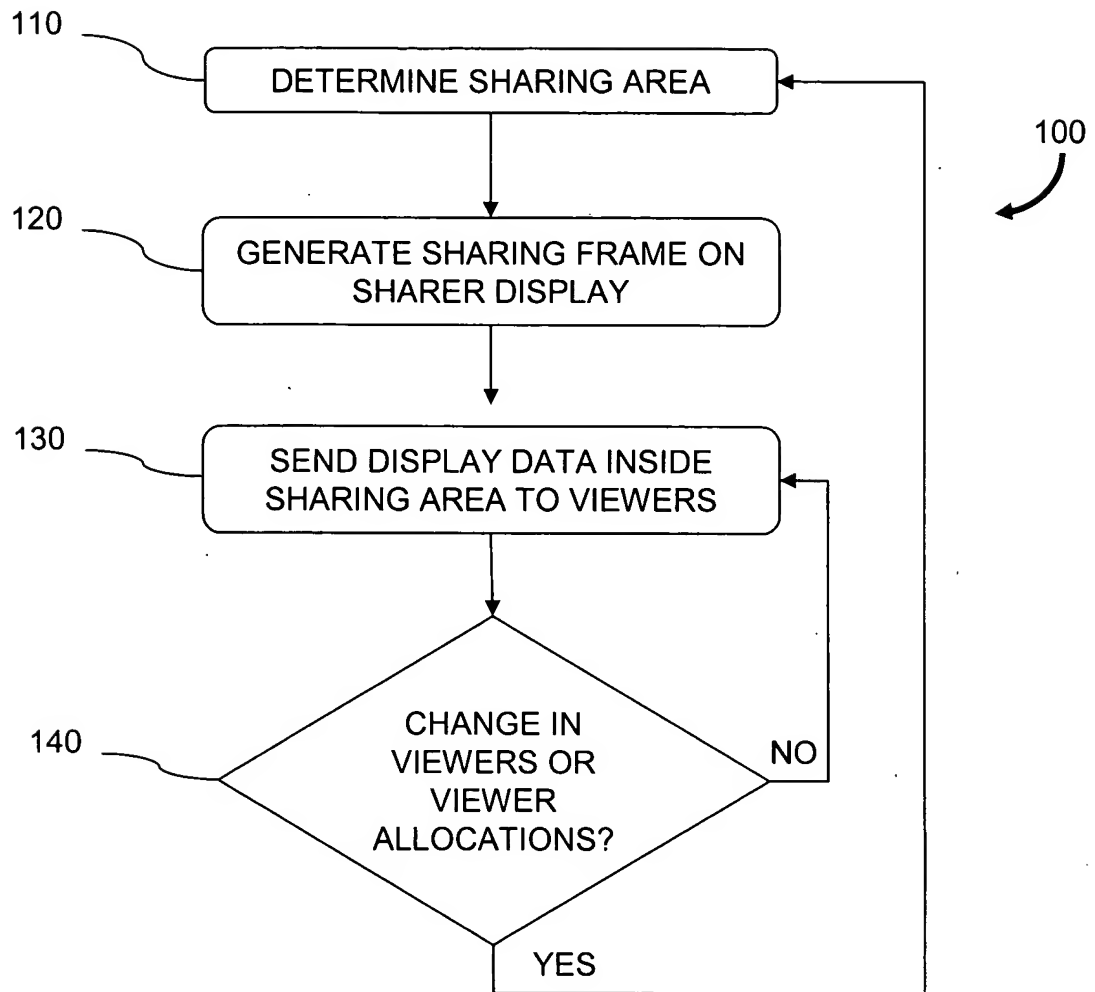 110
DETERMINE SHARING AREA
100
120
GENERATE SHARING FRAME ON
SHARER DISPLAY
130
SEND DISPLAY DATA INSIDE
SHARING AREA TO VIEWERS
140
CHANGE IN
VIEWERS OR
VIEWER
ALLOCATIONS?
NO
YES